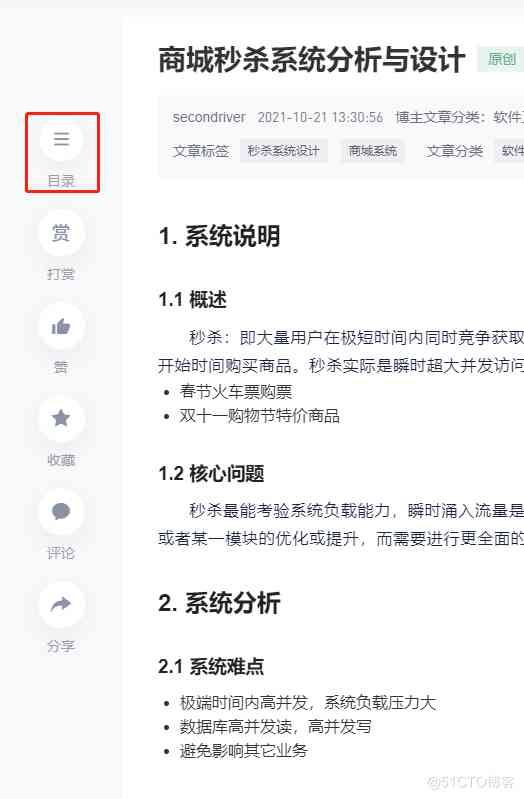 商城秒杀系统分析与设计 原创
secondriver 2021-10-21 13:30:56 博主文章分类：软件
文章标签 秒杀系统设计 商城系统 文章分类 软件
目录
赏
打赏
赞
收藏
评论
分享
1. 系统说明
1.1 概述
秒杀：即大量用户在极短时间内同时竞争获取
开始时间购买商品。秒杀实际是瞬时超大并发访问
• 春节火车票购票
• 双十一购物节特价商品
1.2 核心问题
秒杀最能考验系统负载能力，瞬时涌入流量是
或者某一模块的优化或提升，而需要进行更全面的
2. 系统分析
2.1 系统难点
• 极端时间内高并发，系统负载压力大
• 数据库高并发读，高并发写
• 避免影响其它业务
@51CTO博客